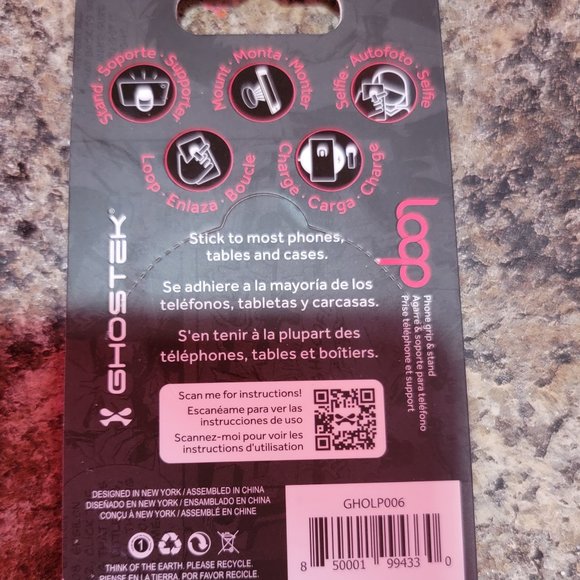 Stand · Soporte · Supporter
Mount · Monta · Monter
Selfie · Autofoto · Selfie
Loop · Enlaza · Boucle
Charge · Carga · Charge
GHOSTEK
loop
Phone grip & stand
Agarre & soporte para teléfono
Prise téléphone et support
Stick to most phones,
tables and cases.
Se adhiere a la mayoría de los
teléfonos, tabletas y carcasas.
S'en tenir à la plupart des
téléphones, tables et boîtiers.
Scan me for instructions!
Escanéame para ver las
instrucciones de uso
Scannez-moi pour voir les
instructions d'utilisation
DESIGNED IN NEW YORK / ASSEMBLED IN CHINA
DISEÑADO EN NEW YORK / ENSAMBLADO EN CHINA
CONÇU À NEW YORK / ASSEMBLÉ EN CHINE
GHOLP006
8 50001 99433 0
THINK OF THE EARTH. PLEASE RECYCLE.
PIENSE EN LA TIERRA. POR FAVOR RECICLE.